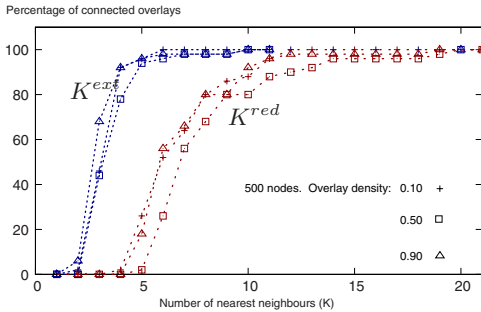 Percentage of connected overlays
100
80
60
40
20
0
K^{ext}
K^{red}
500 nodes. Overlay density: 0.10
0.50
0.90
0 5 10 15 20
Number of nearest neighbours (K)